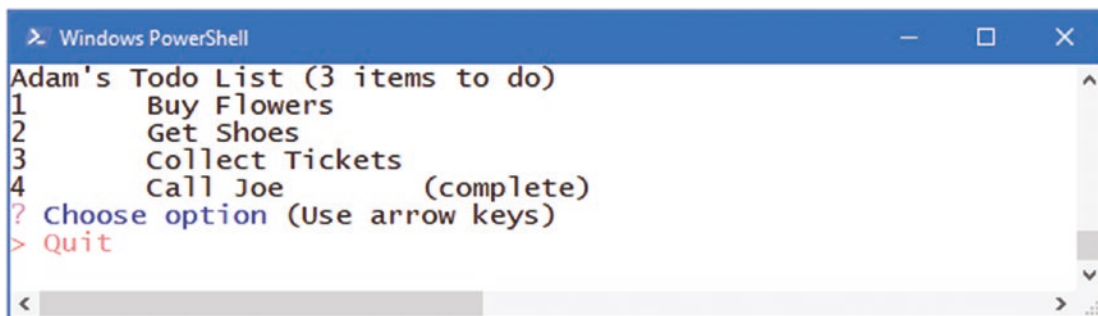 Windows PowerShell
Adam's Todo List (3 items to do)
1 Buy Flowers
2 Get Shoes
3 Collect Tickets
4 Call Joe (complete)
? Choose option (Use arrow keys)
> Quit